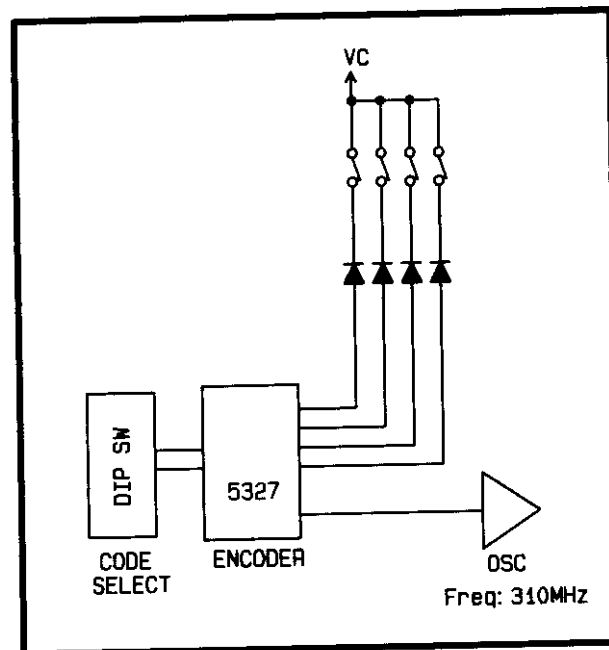 VC
DIP SW
5327
CODE
SELECT
ENCODER
OSC
Freq: 310MHz